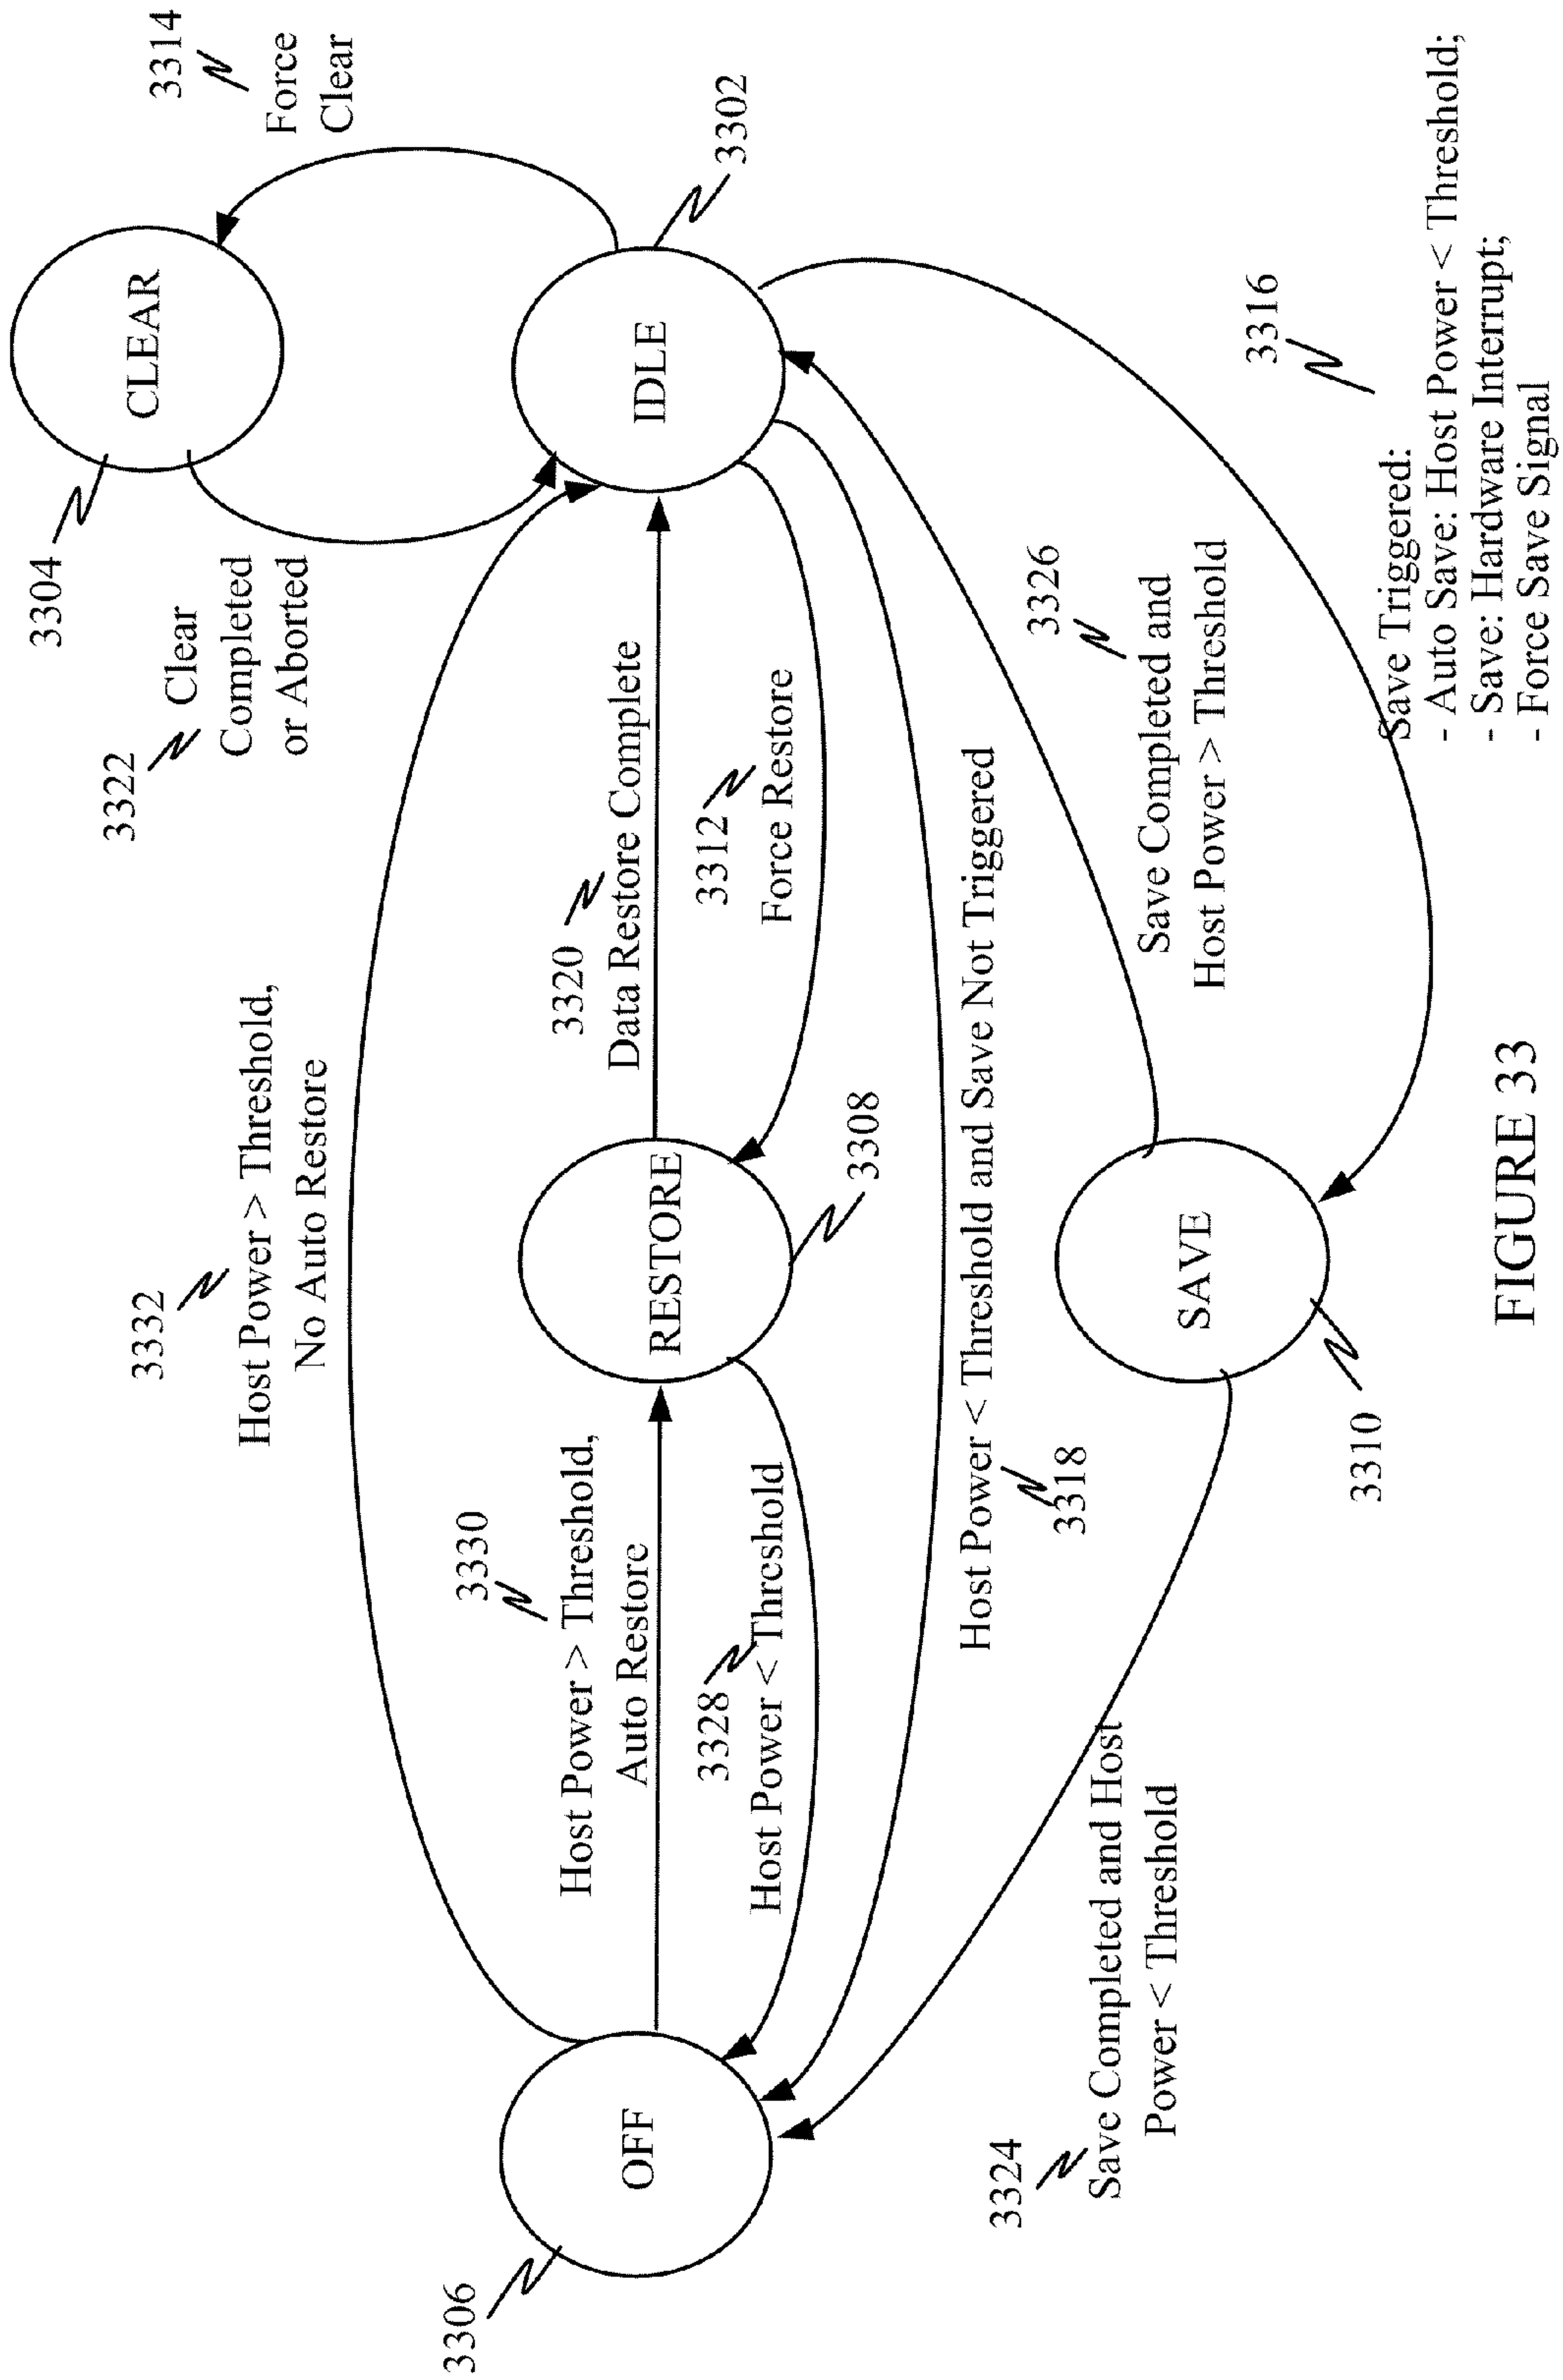 3314
Force
Clear
CLEAR
3304
3322
Clear
Completed
or Aborted
3302
IDLE
3332
Host Power > Threshold,
No Auto Restore
3320
Data Restore Complete
3312
Force Restore
RESTORE
3308
3330
Host Power > Threshold,
Auto Restore
3328
Host Power < Threshold
OFF
3306
Host Power < Threshold and Save Not Triggered
3318
3326
Save Completed and
Host Power > Threshold
SAVE
3310
3324
Save Completed and Host
Power < Threshold
3316
Save Triggered:
- Auto Save: Host Power < Threshold;
- Save: Hardware Interrupt;
- Force Save Signal
FIGURE 33